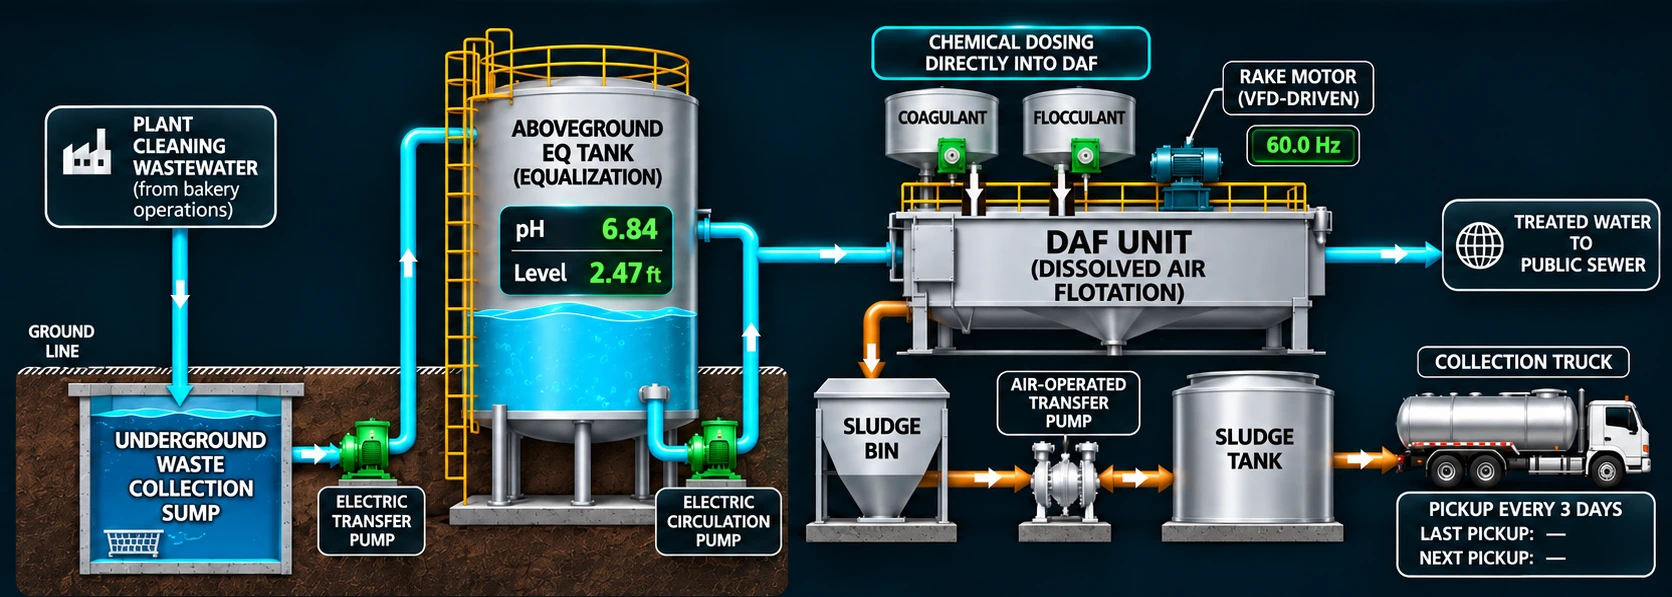 PLANT
CLEANING
WASTEWATER
(from bakery
operations)
GROUND
LINE
UNDERGROUND
WASTE
COLLECTION
SUMP
ELECTRIC
TRANSFER
PUMP
ABOVEGROUND
EQ TANK
(EQUALIZATION)
pH 6.84
Level 2.47 ft
ELECTRIC
CIRCULATION
PUMP
CHEMICAL DOSING
DIRECTLY INTO DAF
COAGULANT
FLOCCULANT
RAKE MOTOR
(VFD-DRIVEN)
60.0 Hz
DAF UNIT
(DISSOLVED AIR
FLOTATION)
TREATED WATER
TO
PUBLIC SEWER
SLUDGE
BIN
AIR-OPERATED
TRANSFER
PUMP
SLUDGE
TANK
COLLECTION TRUCK
PICKUP EVERY 3 DAYS
LAST PICKUP: —
NEXT PICKUP: —